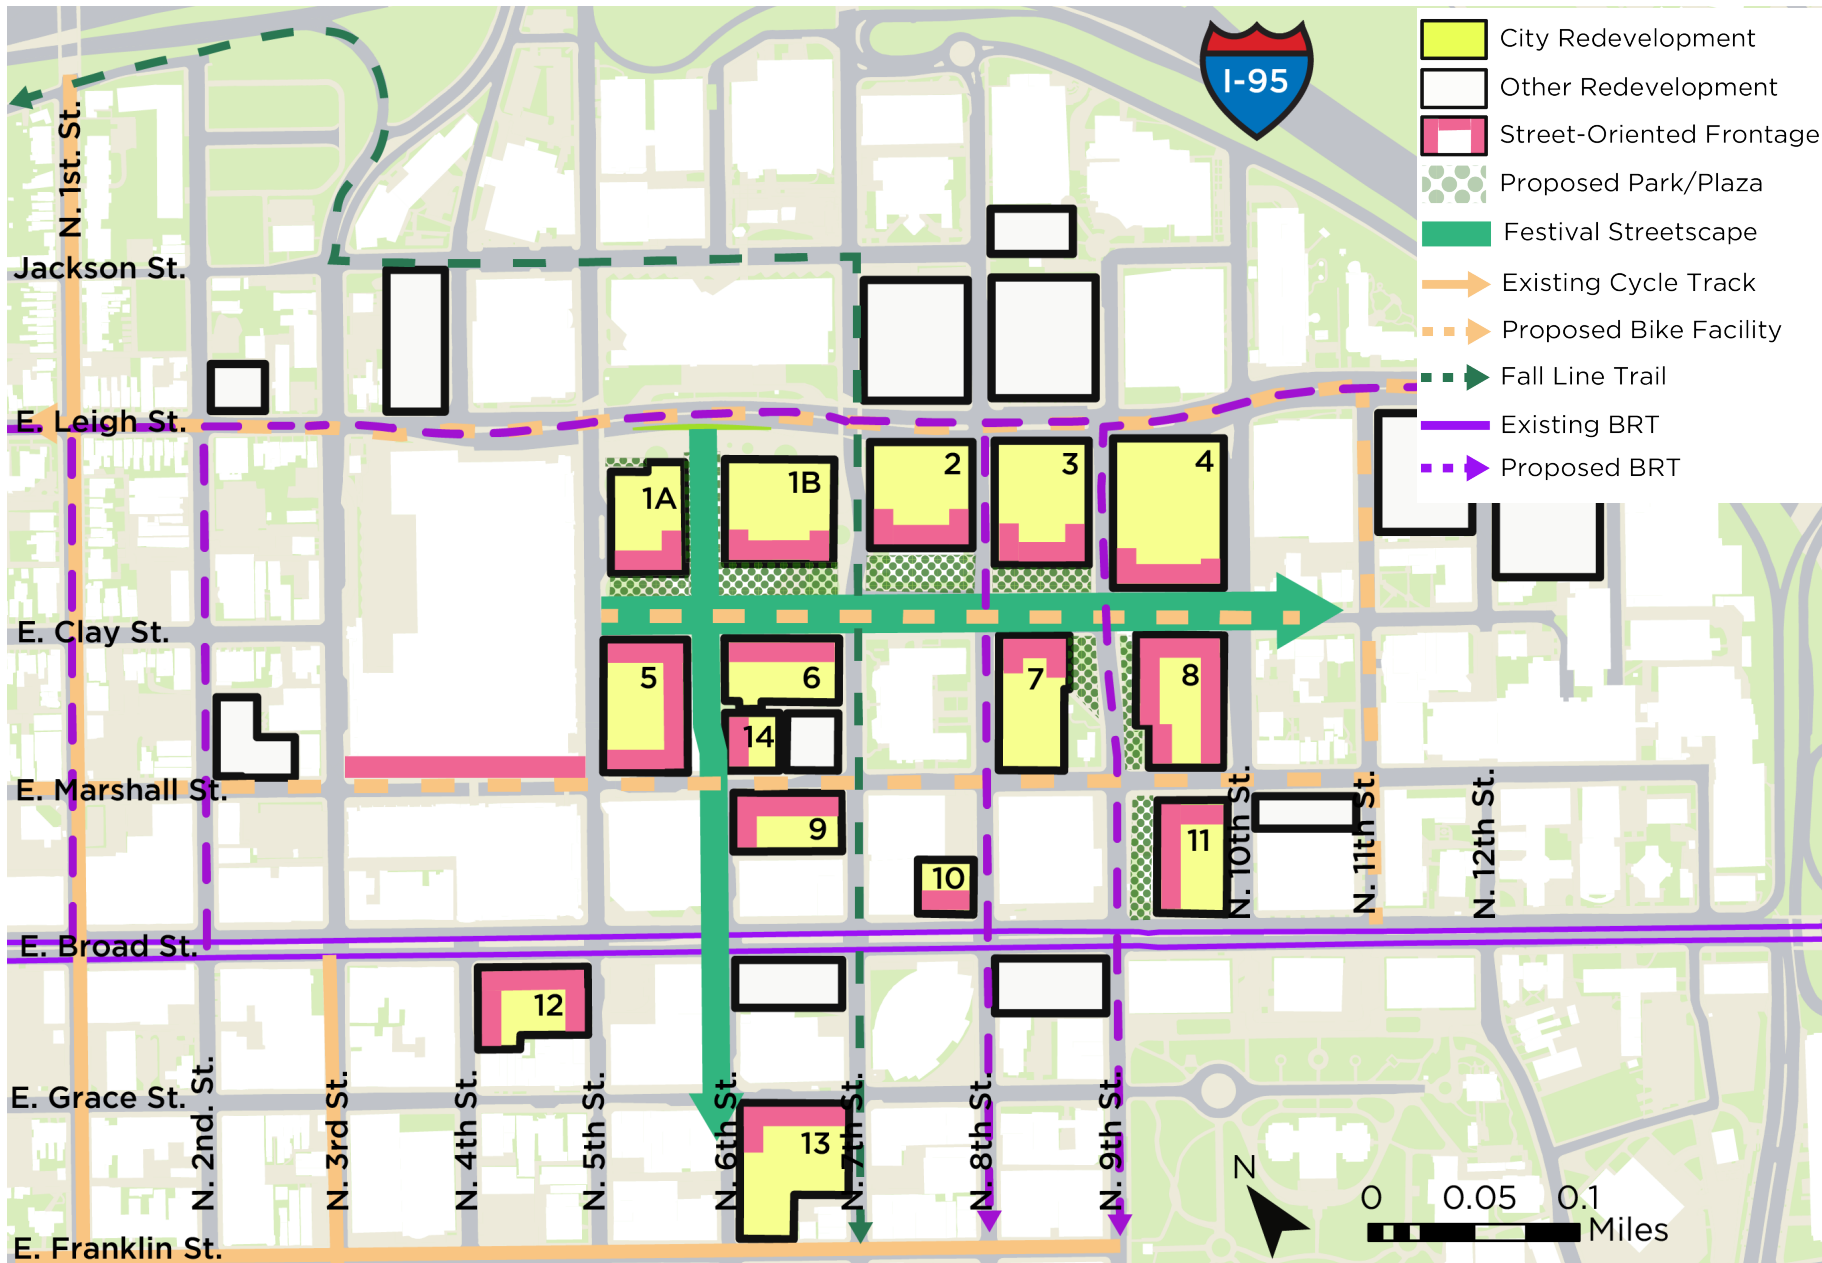 I-95
City Redevelopment
Other Redevelopment
Street-Oriented Frontage
Proposed Park/Plaza
Festival Streetscape
Existing Cycle Track
Proposed Bike Facility
Fall Line Trail
Existing BRT
Proposed BRT
N. 1st. St.
Jackson St.
E. Leigh St.
1A
1B
2
3
4
E. Clay St.
5
6
7
8
14
E. Marshall St.
9
10
11
N. 10th St.
N. 11th St.
N. 12th St.
E. Broad St.
12
E. Grace St.
N. 2nd. St.
N. 3rd St.
N. 4th St.
N. 5th St.
N. 6th St.
13
N. 7th St.
N. 8th St.
N. 9th St.
E. Franklin St.
N
0 0.05 0.1
Miles